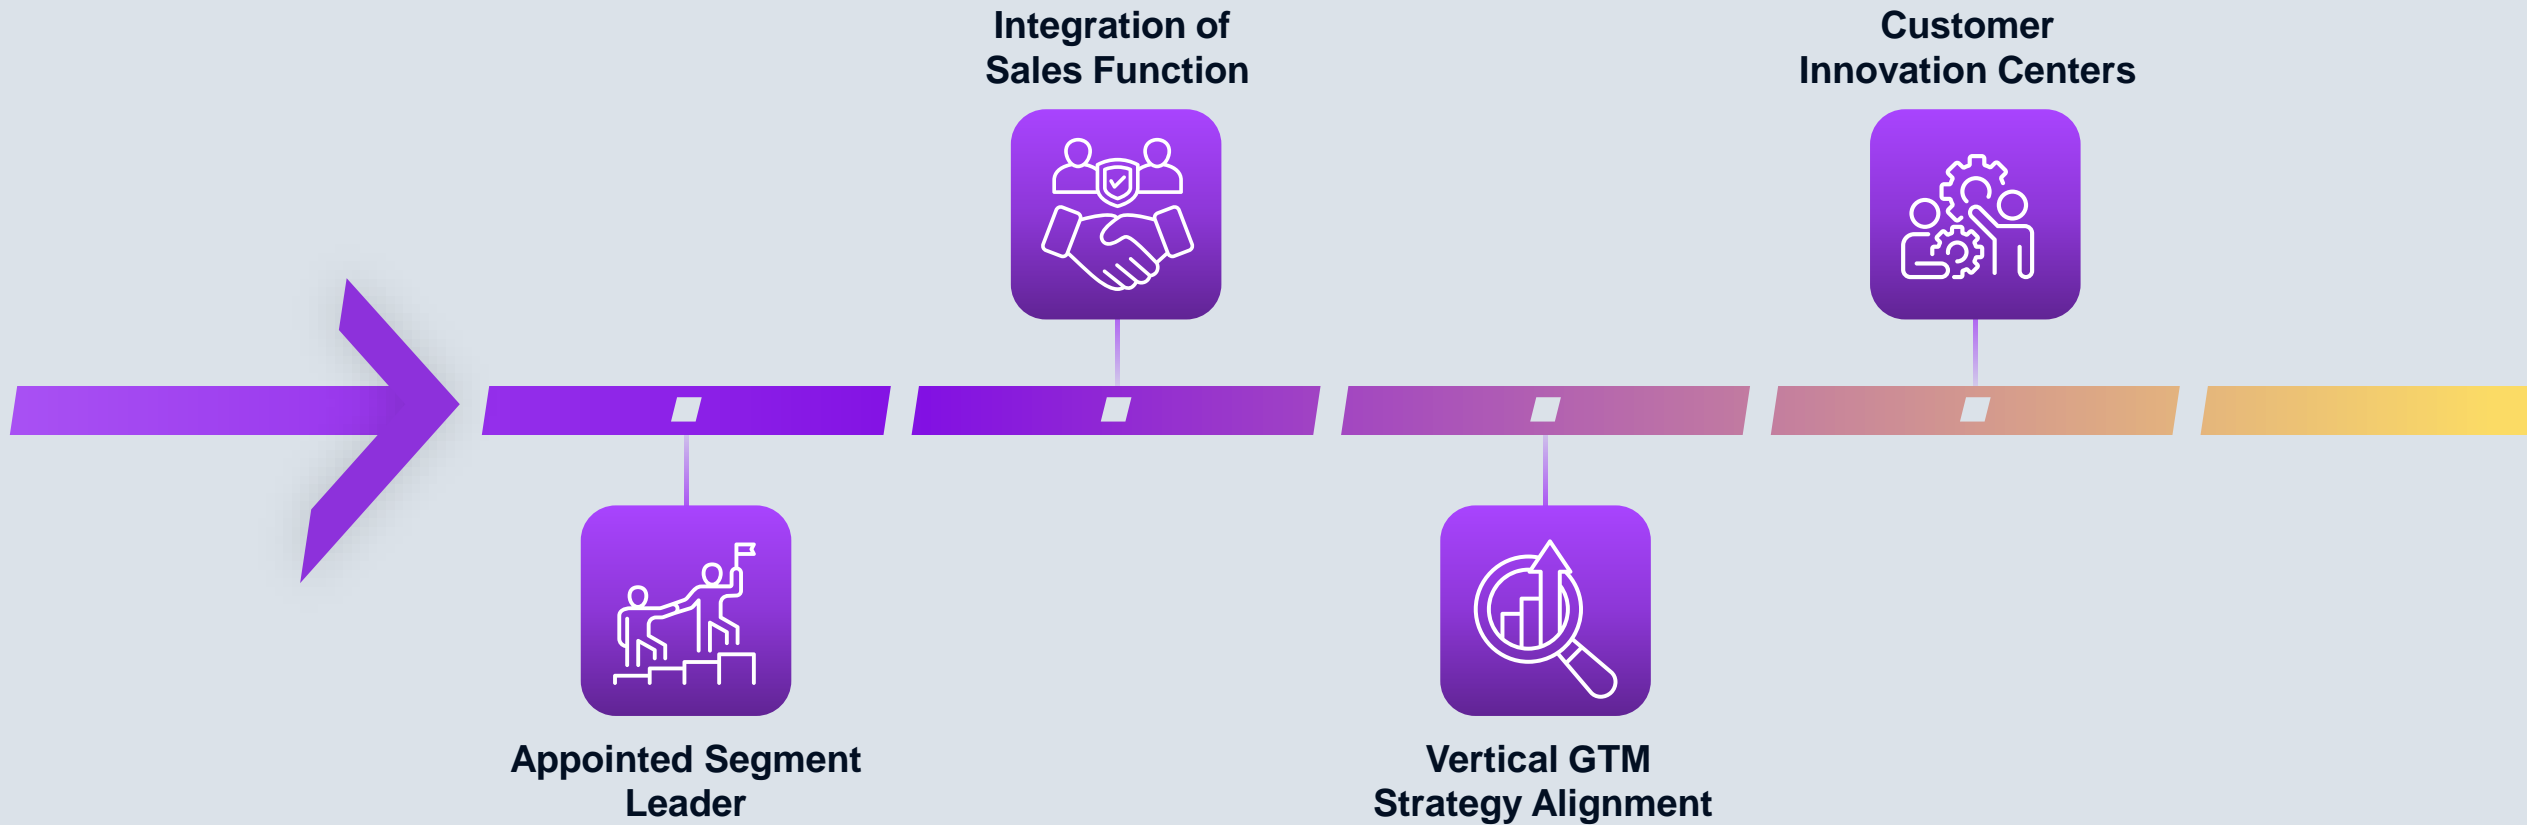 Integration of
Sales Function
Customer
Innovation Centers
Appointed Segment
Leader
Vertical GTM
Strategy Alignment